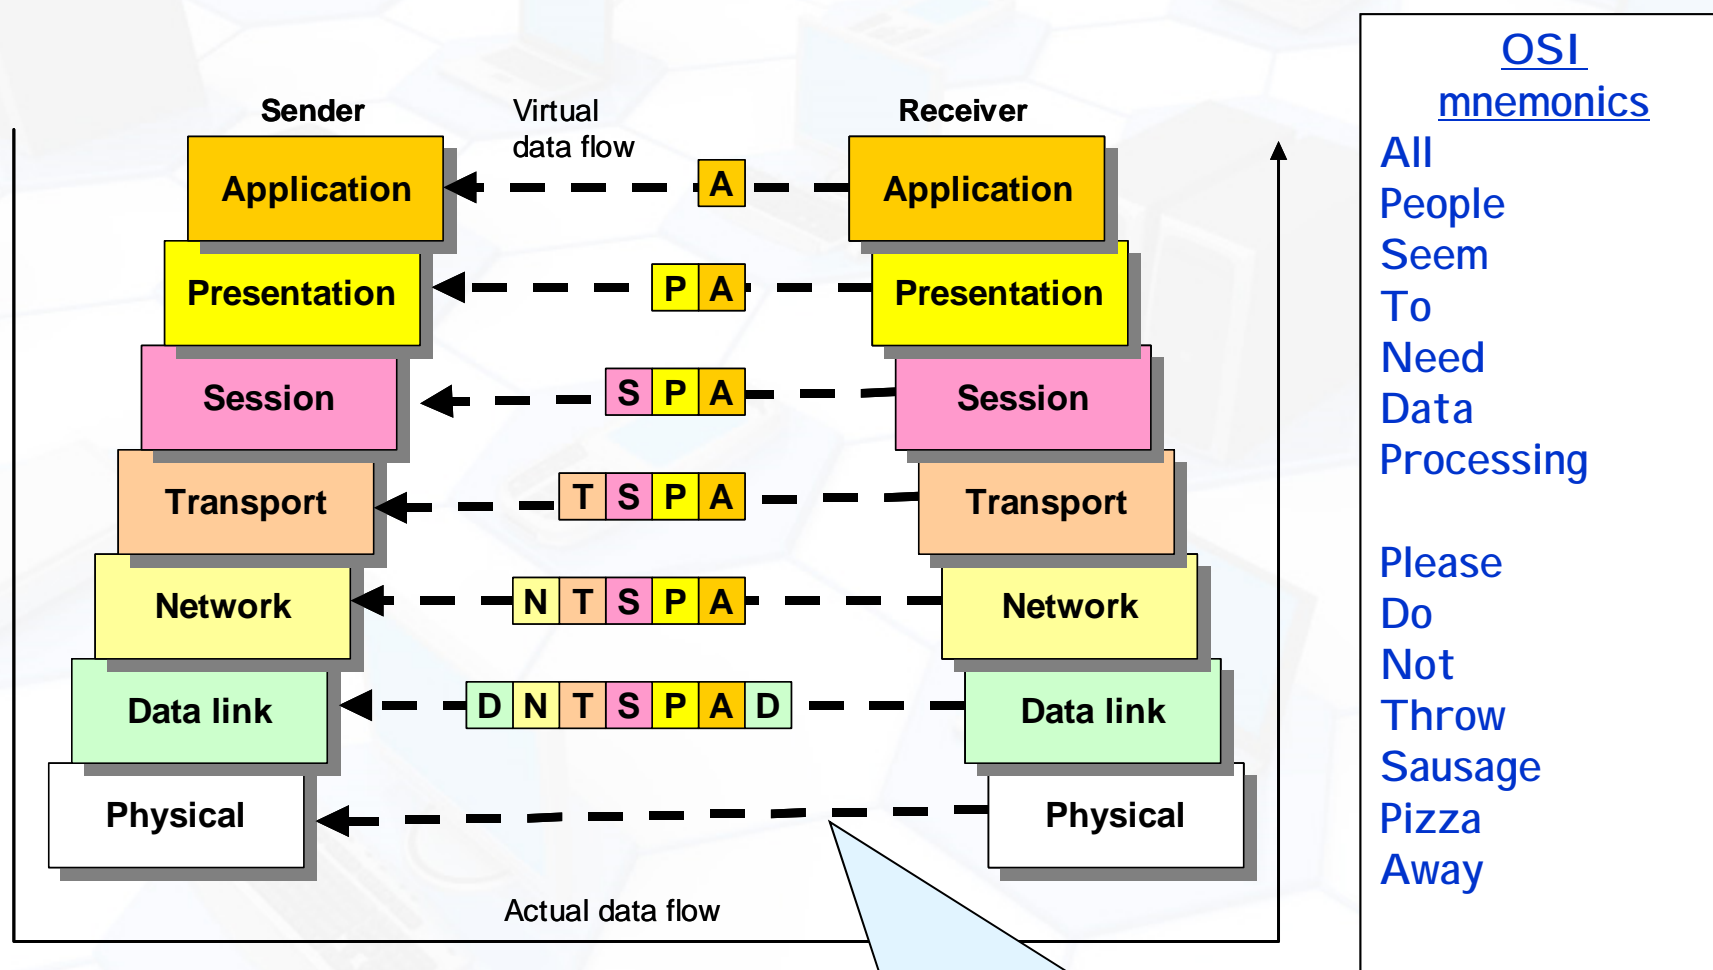 Sender
Virtual
data flow
Receiver
Application
A
Application
Presentation
P A
Presentation
Session
S P A
Session
Transport
T S P A
Transport
Network
N T S P A
Network
Data link
D N T S P A D
Data link
Physical
Physical
Actual data flow
OSI
mnemonics
All
People
Seem
To
Need
Data
Processing
Please
Do
Not
Throw
Sausage
Pizza
Away